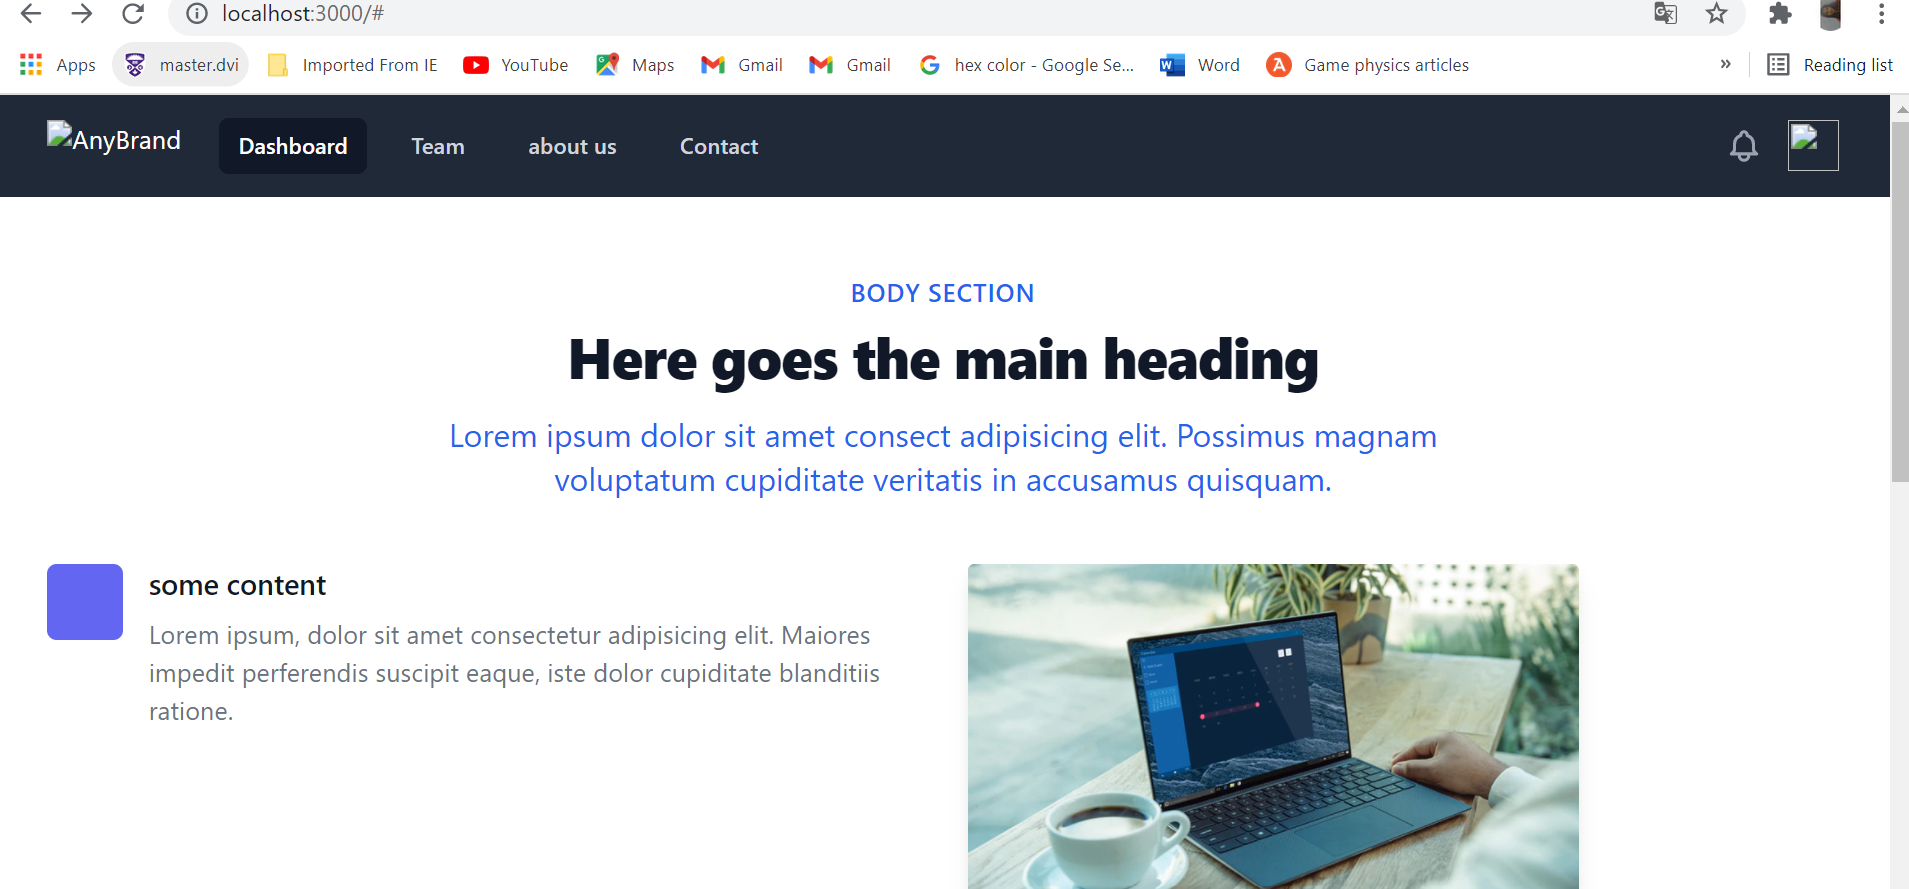 localhost:3000/#
Apps master.dvi Imported From IE YouTube Maps Gmail Gmail hex color - Google Se... Word Game physics articles » Reading list
AnyBrand Dashboard Team about us Contact
BODY SECTION
Here goes the main heading
Lorem ipsum dolor sit amet consect adipisicing elit. Possimus magnam
voluptatum cupiditate veritatis in accusamus quisquam.
some content
Lorem ipsum, dolor sit amet consectetur adipisicing elit. Maiores
impedit perferendis suscipit eaque, iste dolor cupiditate blanditiis
ratione.